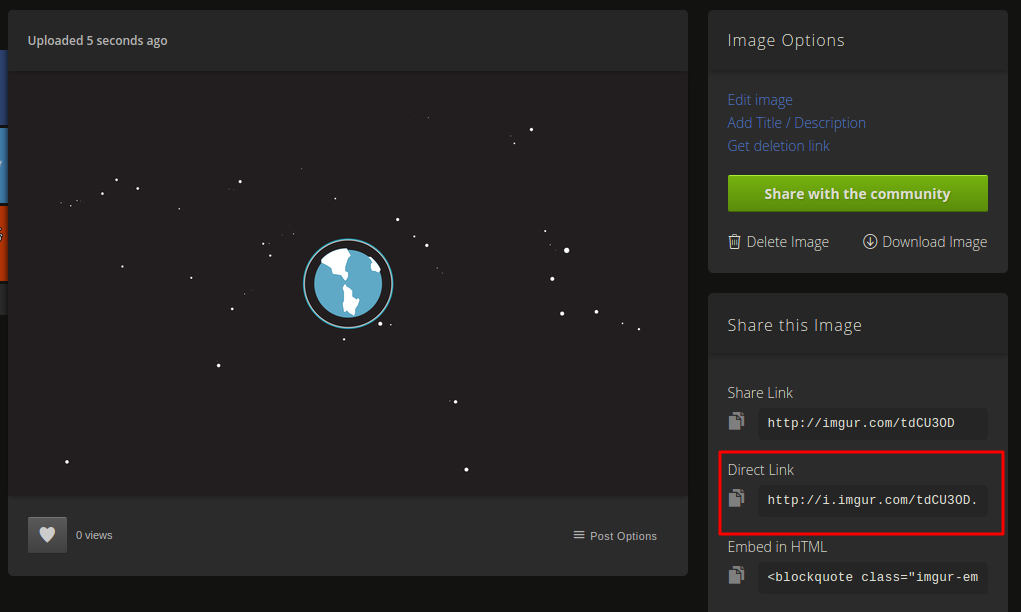 Uploaded 5 seconds ago
0 views
Post Options
Image Options
Edit image
Add Title / Description
Get deletion link
Share with the community
Delete Image
Download Image
Share this Image
Share Link
http://imgur.com/tdCU3OD
Direct Link
http://i.imgur.com/tdCU3OD.
Embed in HTML
<blockquote class="imgur-em